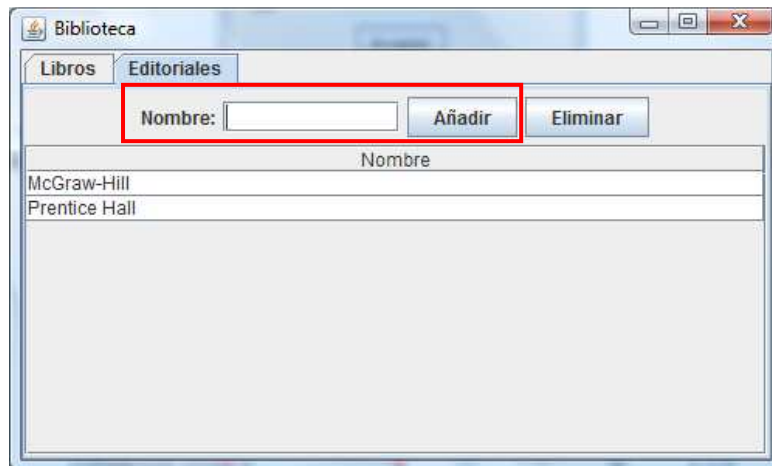 Biblioteca
Libros Editoriales
Nombre: Añadir Eliminar
Nombre
McGraw-Hill
Prentice Hall